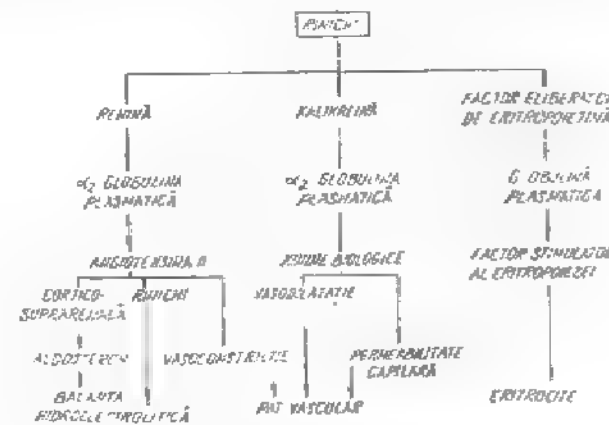 RINICHI
RENINĂ
KALIKREINĂ
FACTOR ELIBERATOR
DE ERITROPOIETINĂ
α₂ GLOBULINA
PLASMATICĂ
α₂ GLOBULINA
PLASMATICĂ
GLOBULINĂ
PLASMATICĂ
ANGIOTENSINA II
BIOLOGICE
FACTOR STIMULATOR
AL ERITROPOIEZEI
CORTICO-
SUPRARENALĂ
RINICHI
VASODILATAȚIE
ALDOSTERON
VASOCONSTRICȚIE
PERMEABILITATE
CAPILARĂ
BALANȚA
HIDROELECTROLITICĂ
PAT VASCULAR
ERITROCITE